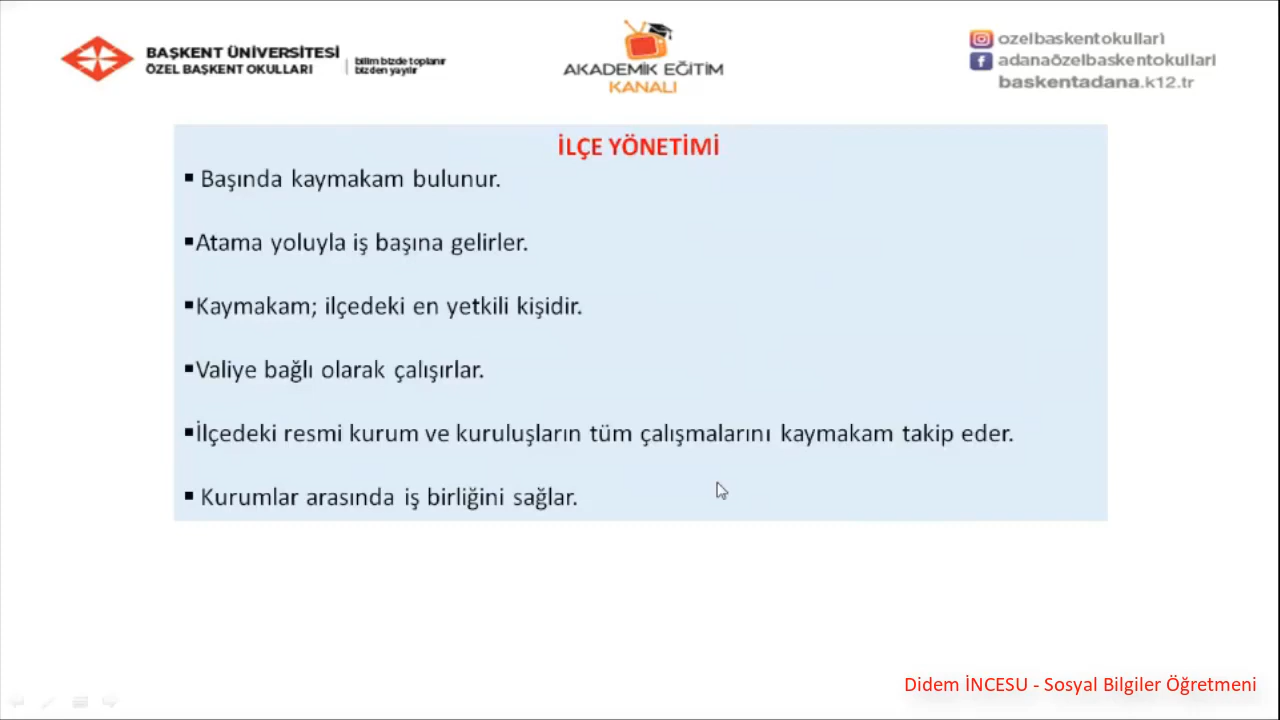 BAŞKENT ÜNİVERSİTESİ
ÖZEL BAŞKENT OKULLARI
bilim bizde toplanır
bizden yayılır
AKADEMİK EĞİTİM
KANALI
ozelbaskentokullari
adanaözelbaskentokullari
baskentadana.k12.tr
İLÇE YÖNETİMİ
▪ Başında kaymakam bulunur.
▪Atama yoluyla iş başına gelirler.
▪Kaymakam; ilçedeki en yetkili kişidir.
▪Valiye bağlı olarak çalışırlar.
▪İlçedeki resmi kurum ve kuruluşların tüm çalışmalarını kaymakam takip eder.
▪ Kurumlar arasında iş birliğini sağlar.
Didem İNCESU - Sosyal Bilgiler Öğretmeni